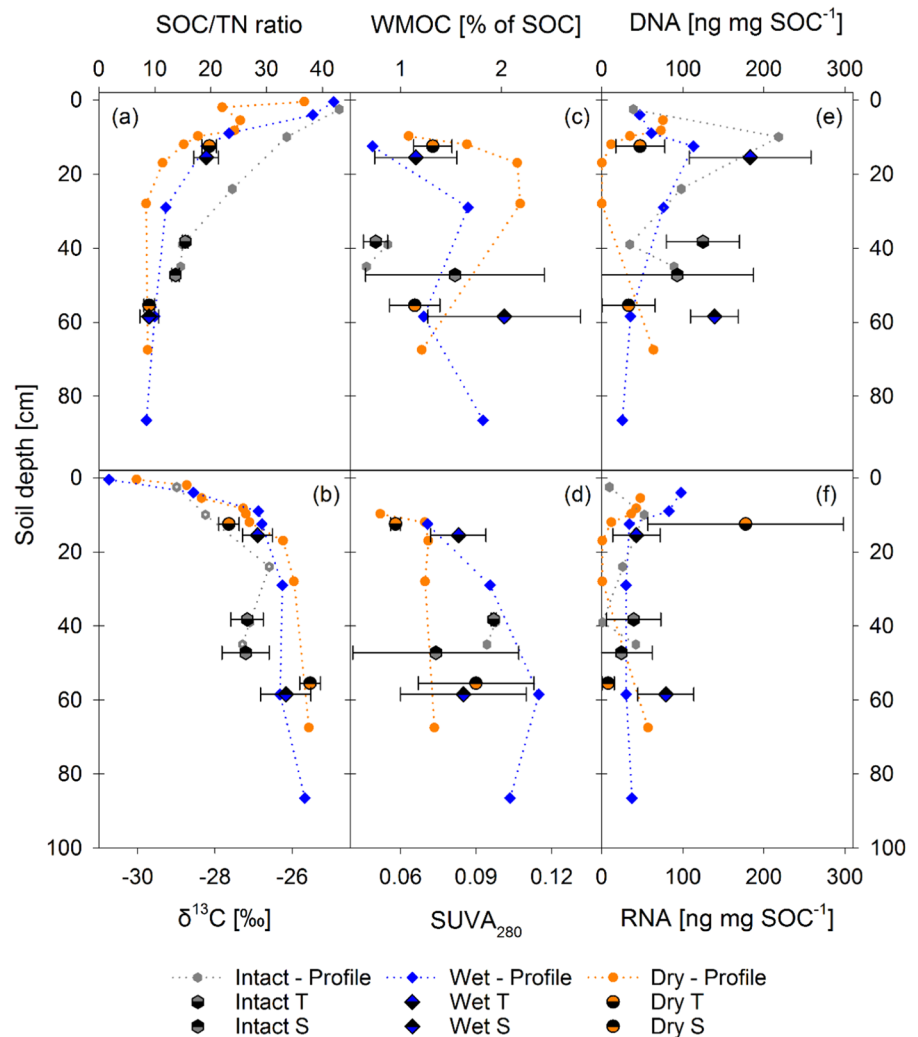 SOC/TN ratio WMOC [% of SOC] DNA [ng mg SOC⁻¹]
0 10 20 30 40 1 2 0 100 200 300
(a) (c) (e)
0 0
20 20
40 40
60 60
80 80
Soil depth [cm]
(b) (d) (f)
0 0
20 20
40 40
60 60
80 80
100 100
-30 -28 -26 0.06 0.09 0.12 0 100 200 300
δ¹³C [‰] SUVA₂₈₀ RNA [ng mg SOC⁻¹]
Intact - Profile Wet - Profile Dry - Profile
Intact T Wet T Dry T
Intact S Wet S Dry S